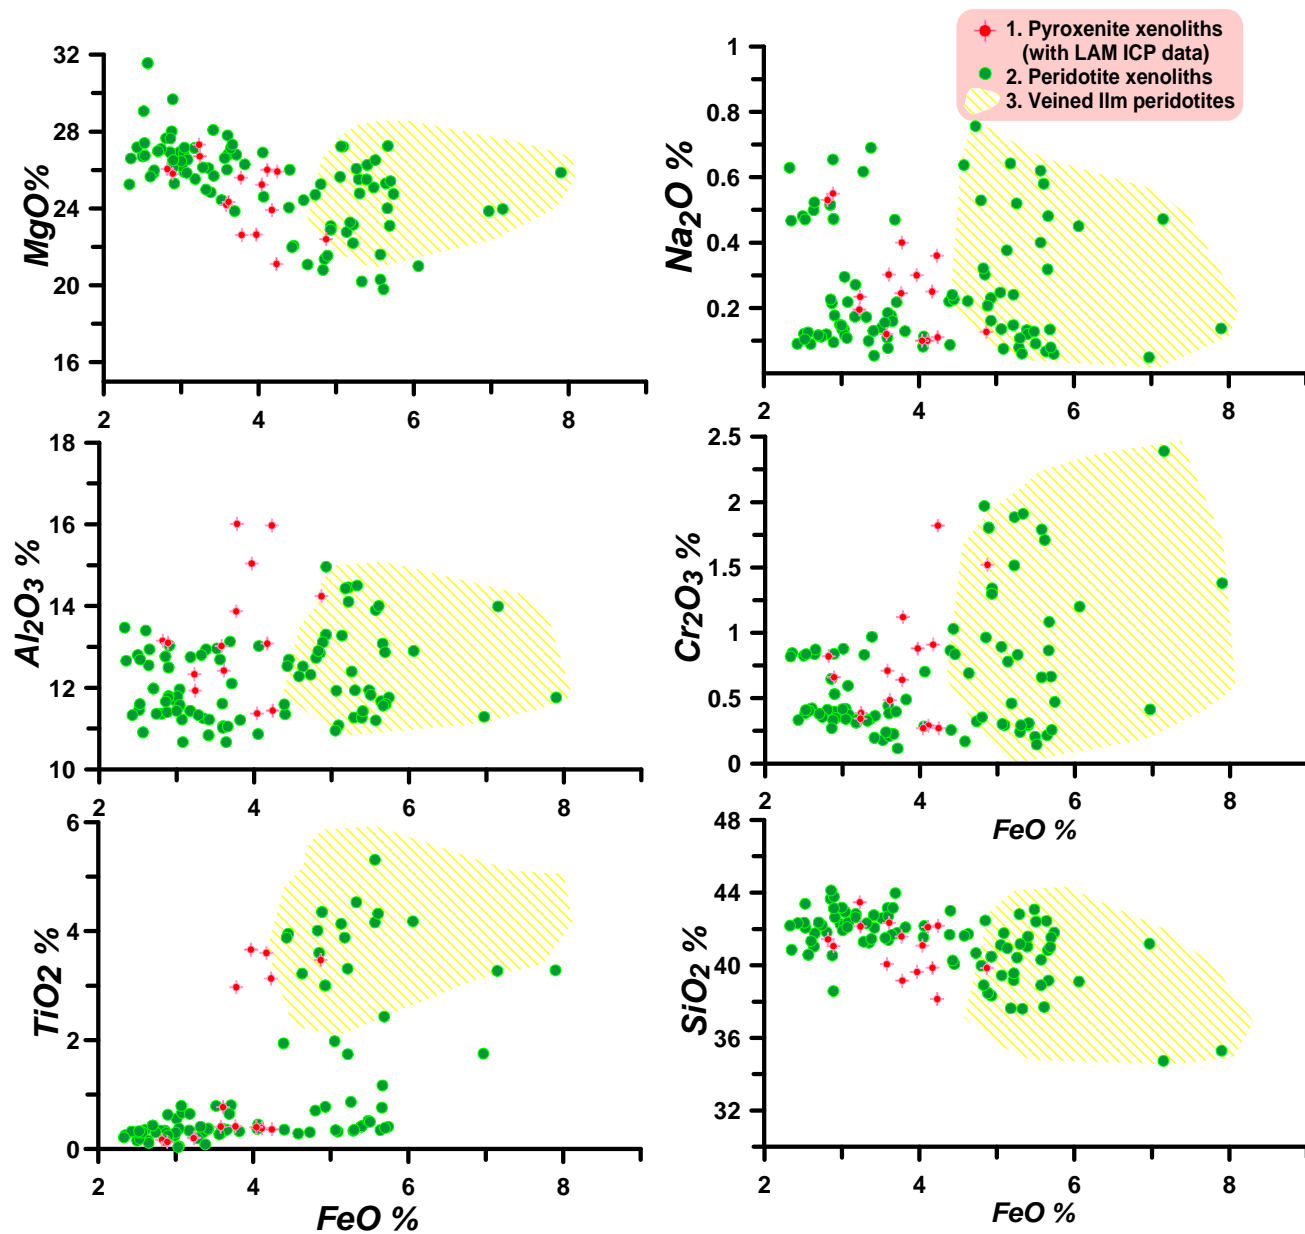 1. Pyroxenite xenoliths
(with LAM ICP data)
2. Peridotite xenoliths
3. Veined Ilm peridotites
32
28
24
20
16
MgO%
2 4 6 8
1
0.8
0.6
0.4
0.2
Na2O %
2 4 6 8
18
16
14
12
10
Al2O3 %
2 4 6 8
2.5
2
1.5
1
0.5
0
Cr2O3 %
2 4 6 8
FeO %
6
4
2
0
TiO2 %
2 4 6 8
FeO %
48
44
40
36
32
SiO2 %
2 4 6 8
FeO %